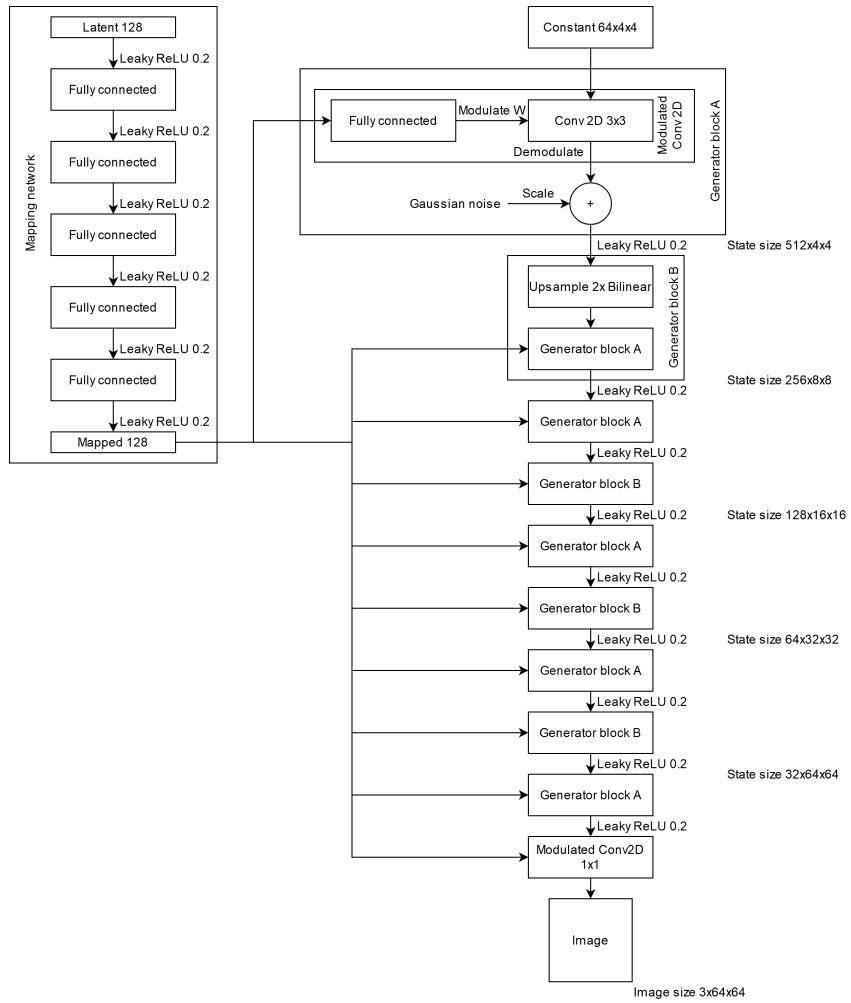 Latent 128
Leaky ReLU 0.2
Fully connected
Leaky ReLU 0.2
Fully connected
Leaky ReLU 0.2
Fully connected
Leaky ReLU 0.2
Fully connected
Leaky ReLU 0.2
Fully connected
Leaky ReLU 0.2
Mapped 128
Mapping network
Constant 64x4x4
Fully connected
Modulate W
Conv 2D 3x3
Modulated
Conv 2D
Demodulate
Generator block A
Gaussian noise
Scale
+
Leaky ReLU 0.2
State size 512x4x4
Upsample 2x Bilinear
Generator block A
Generator block B
Leaky ReLU 0.2
State size 256x8x8
Generator block A
Leaky ReLU 0.2
Generator block B
Leaky ReLU 0.2
State size 128x16x16
Generator block A
Leaky ReLU 0.2
Generator block B
Leaky ReLU 0.2
State size 64x32x32
Generator block A
Leaky ReLU 0.2
Generator block B
Leaky ReLU 0.2
State size 32x64x64
Generator block A
Leaky ReLU 0.2
Modulated Conv2D
1x1
Image
Image size 3x64x64